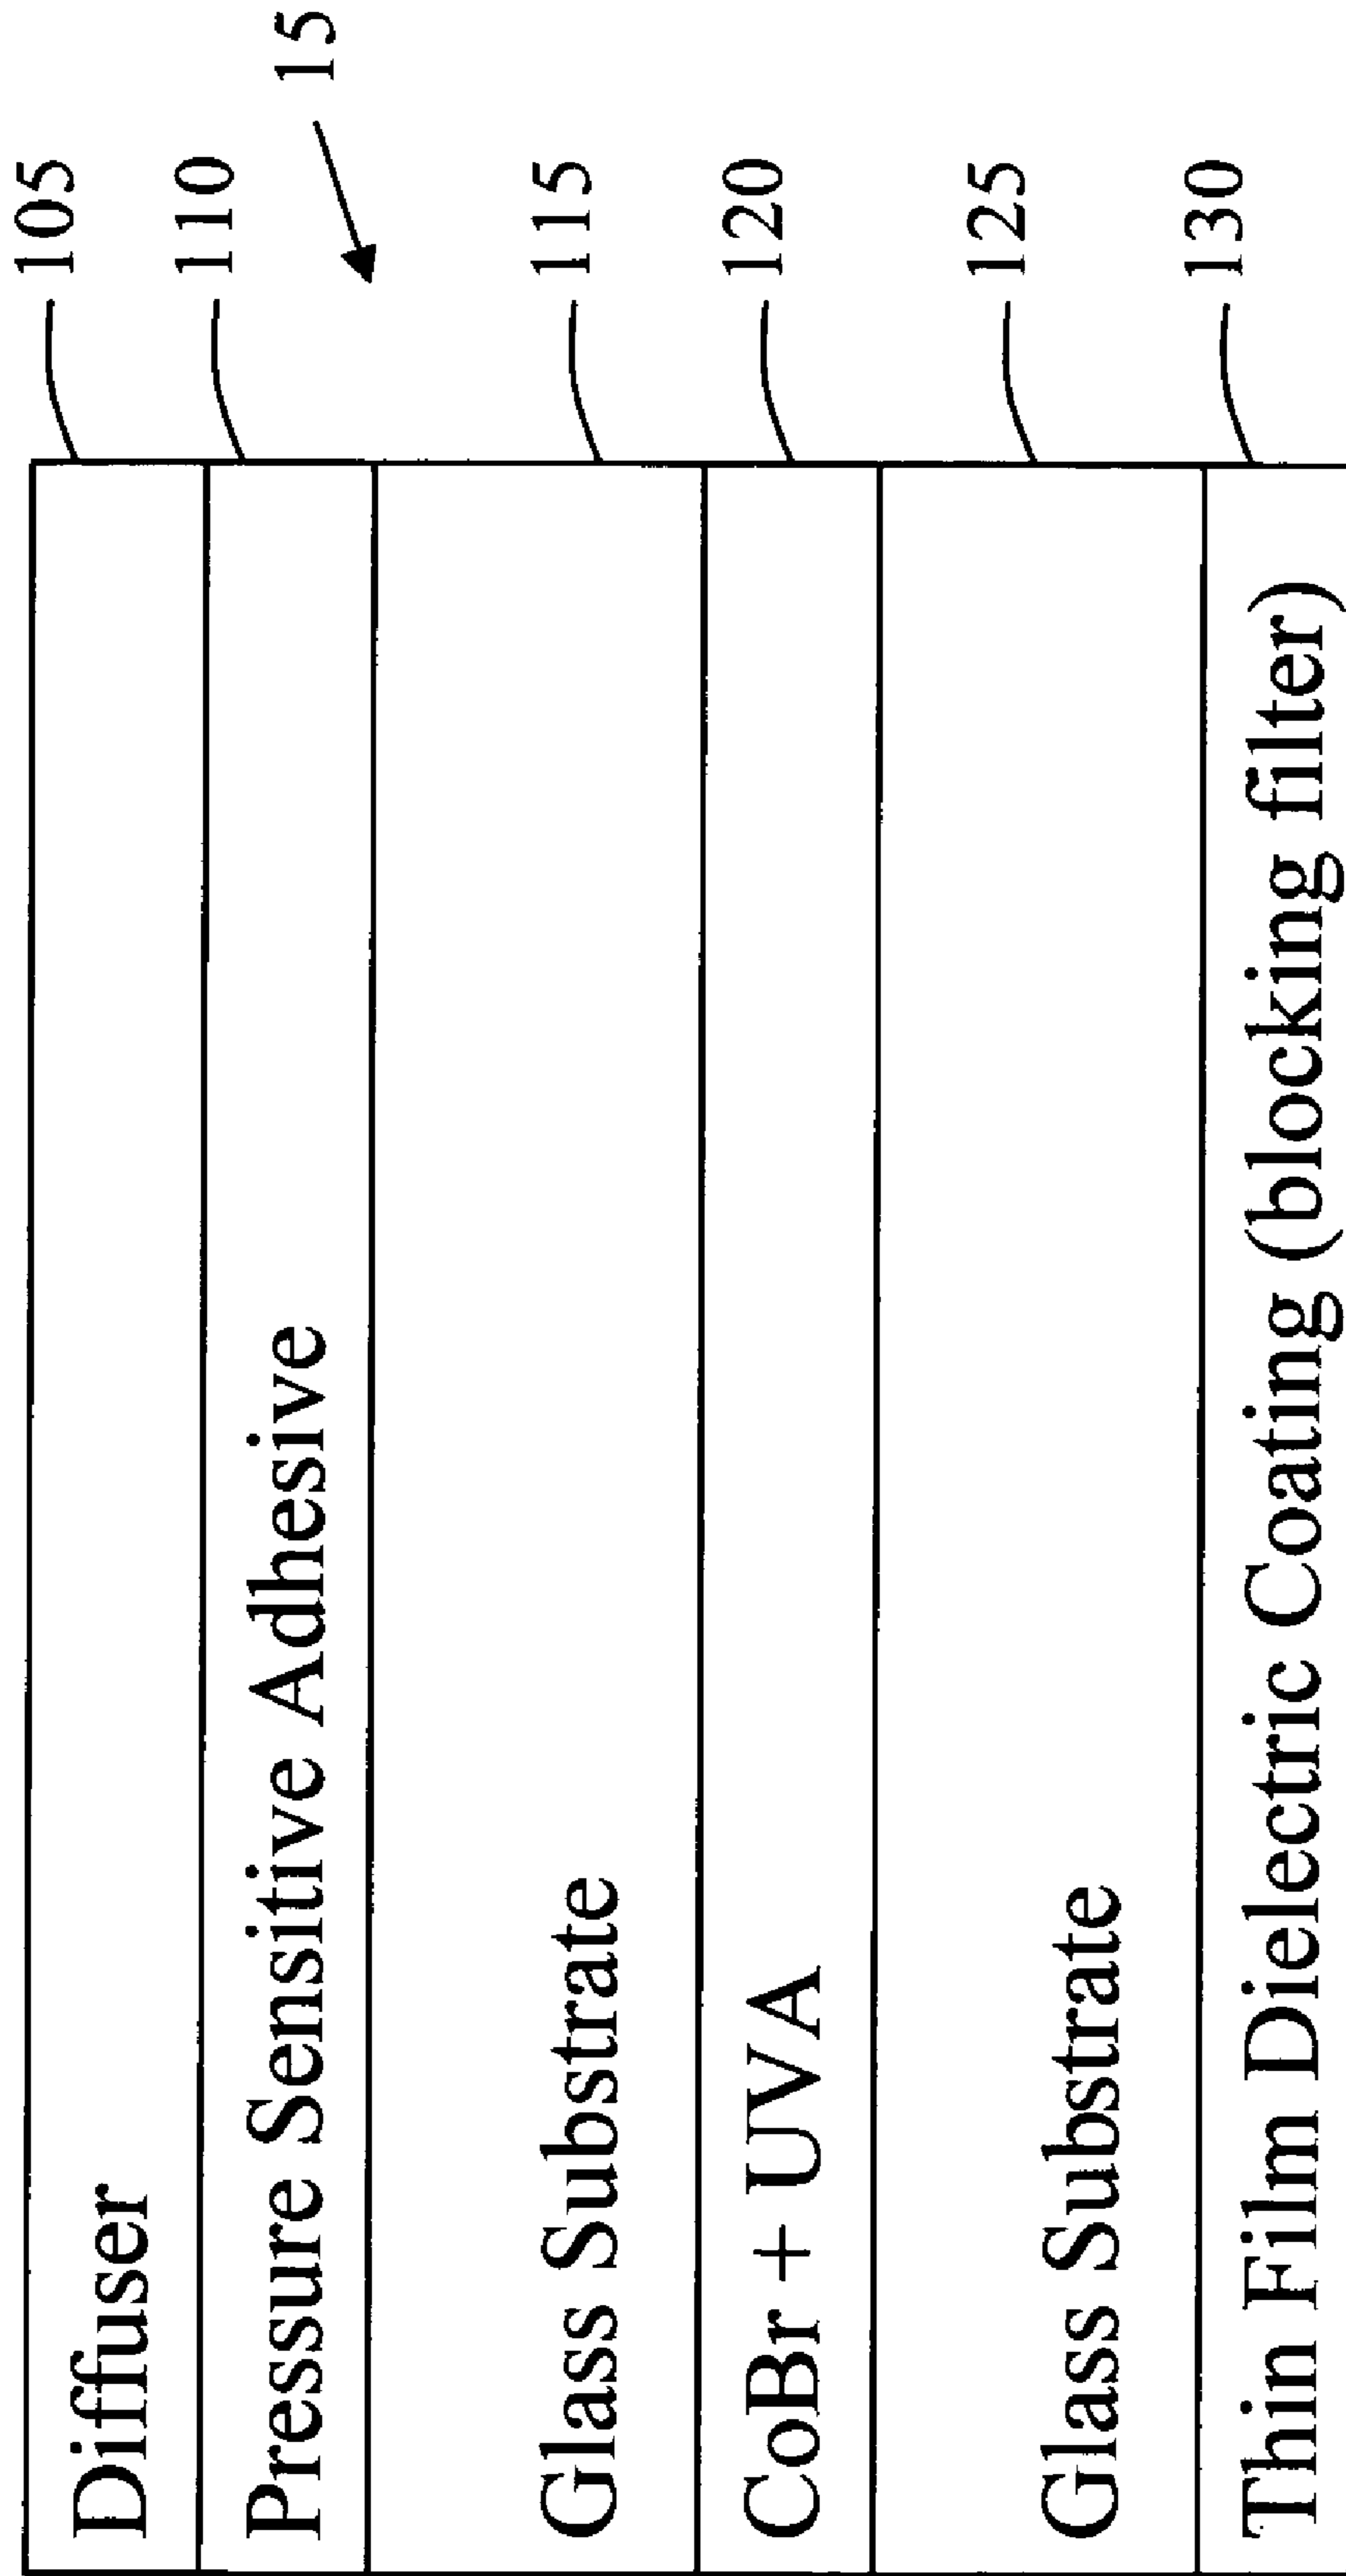 Diffuser
105
Pressure Sensitive Adhesive
110
15
Glass Substrate
115
CoBr + UVA
120
Glass Substrate
125
Thin Film Dielectric Coating (blocking filter)
130